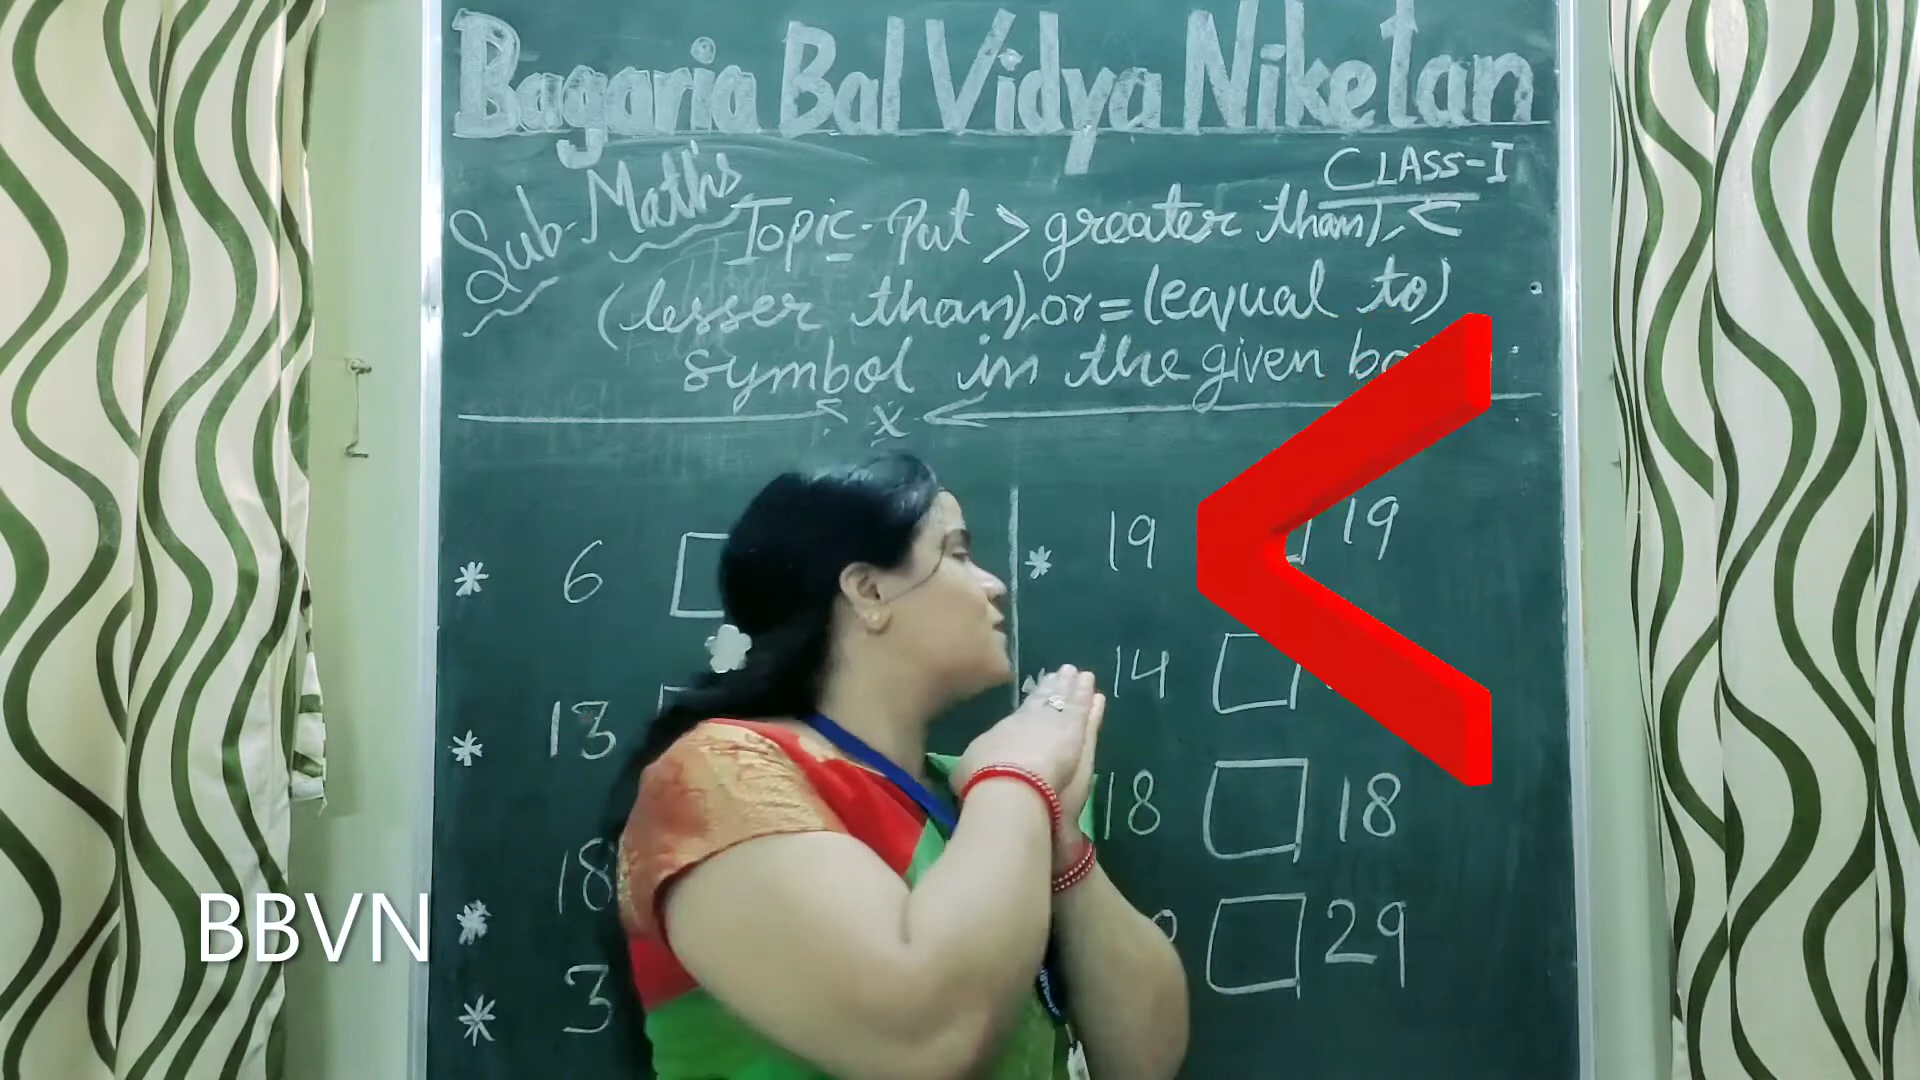 Bagaria Bal Vidya Niketan
CLASS-I
Sub-Maths
Topic- Put > greater than), <
(lesser than), or = (equal to)
symbol in the given
x
* 6
* 19 19
* 13
14
18
18 18
* 3
29
BBVN
<